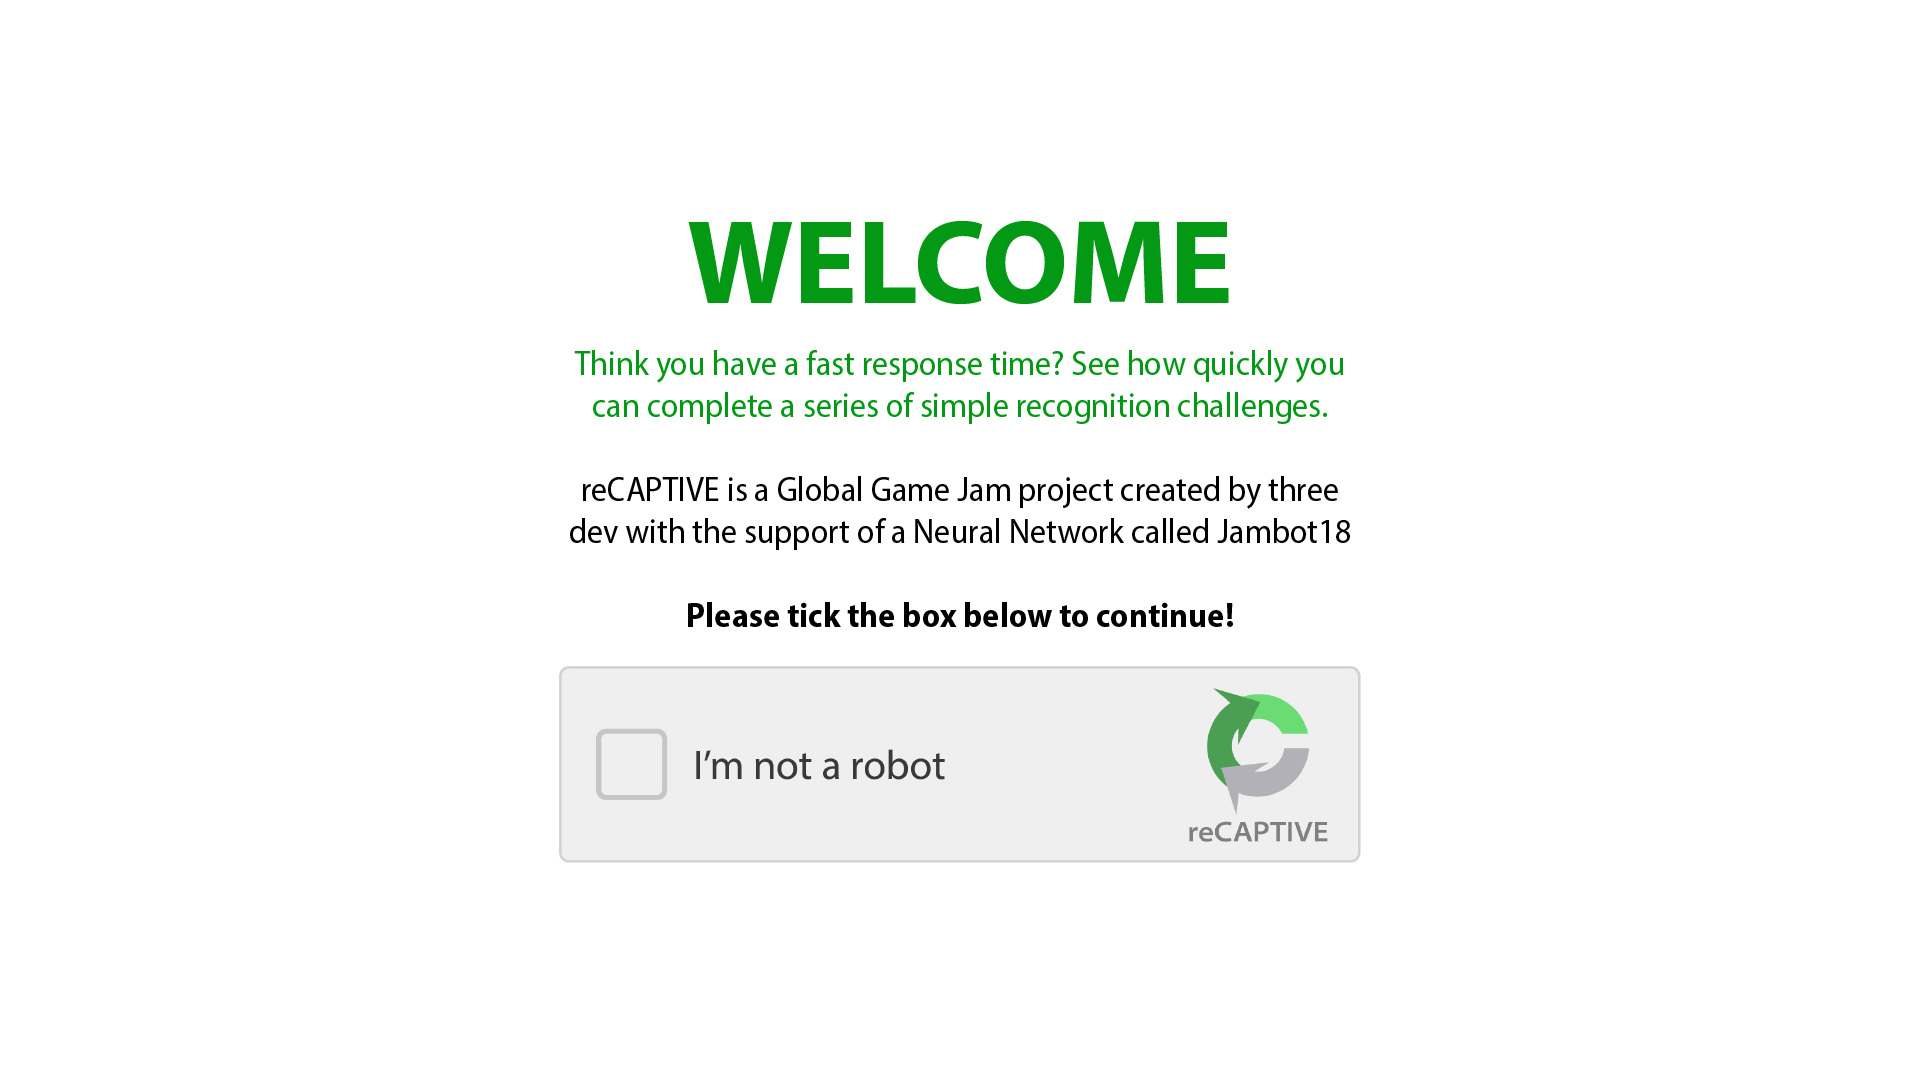 WELCOME
Think you have a fast response time? See how quickly you
can complete a series of simple recognition challenges.
reCAPTIVE is a Global Game Jam project created by three
dev with the support of a Neural Network called Jambot18
Please tick the box below to continue!
I'm not a robot
reCAPTIVE